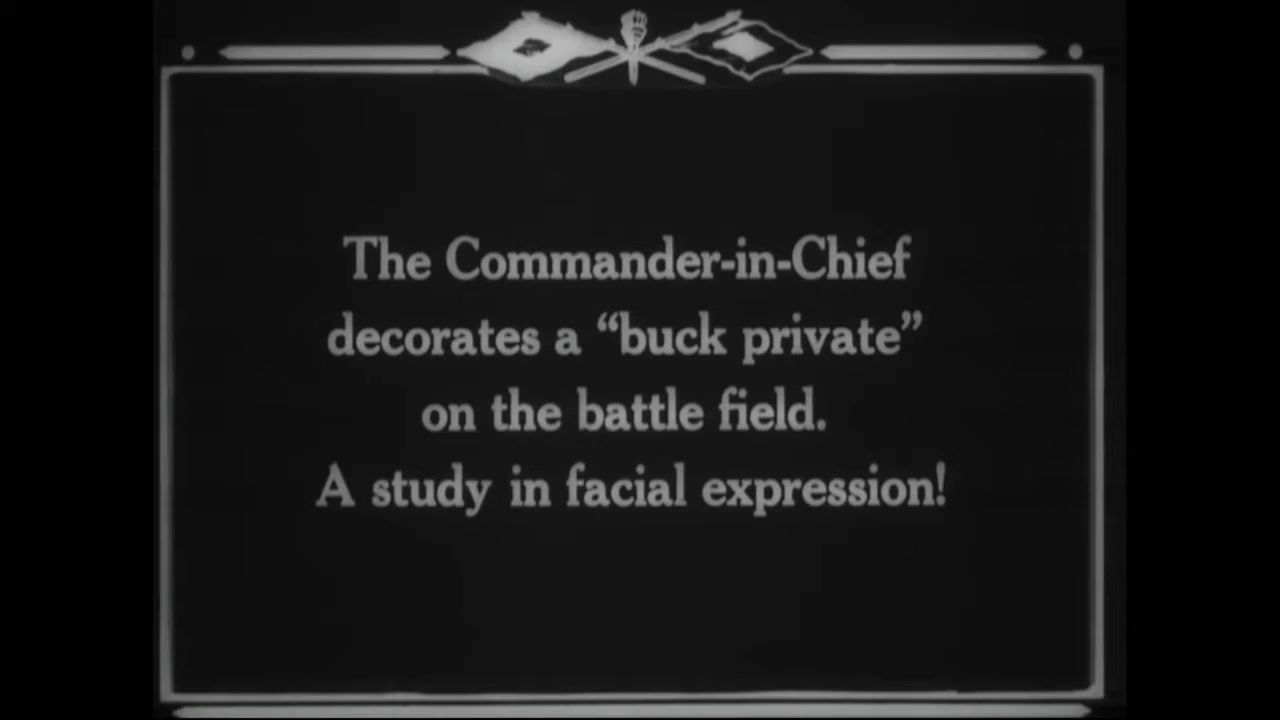 The Commander-in-Chief
decorates a “buck private”
on the battle field.
A study in facial expression!